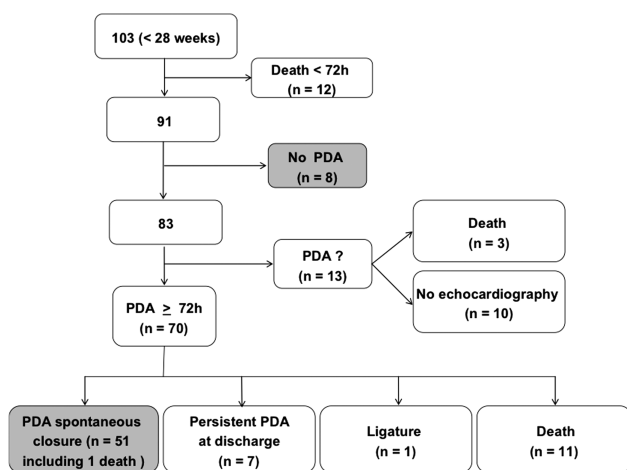 103 (< 28 weeks)
Death < 72h
(n = 12)
91
No PDA
(n = 8)
83
Death
(n = 3)
PDA ?
(n = 13)
No echocardiography
(n = 10)
PDA ≥ 72h
(n = 70)
PDA spontaneous
closure (n = 51
including 1 death )
Persistent PDA
at discharge
(n = 7)
Ligature
(n = 1)
Death
(n = 11)